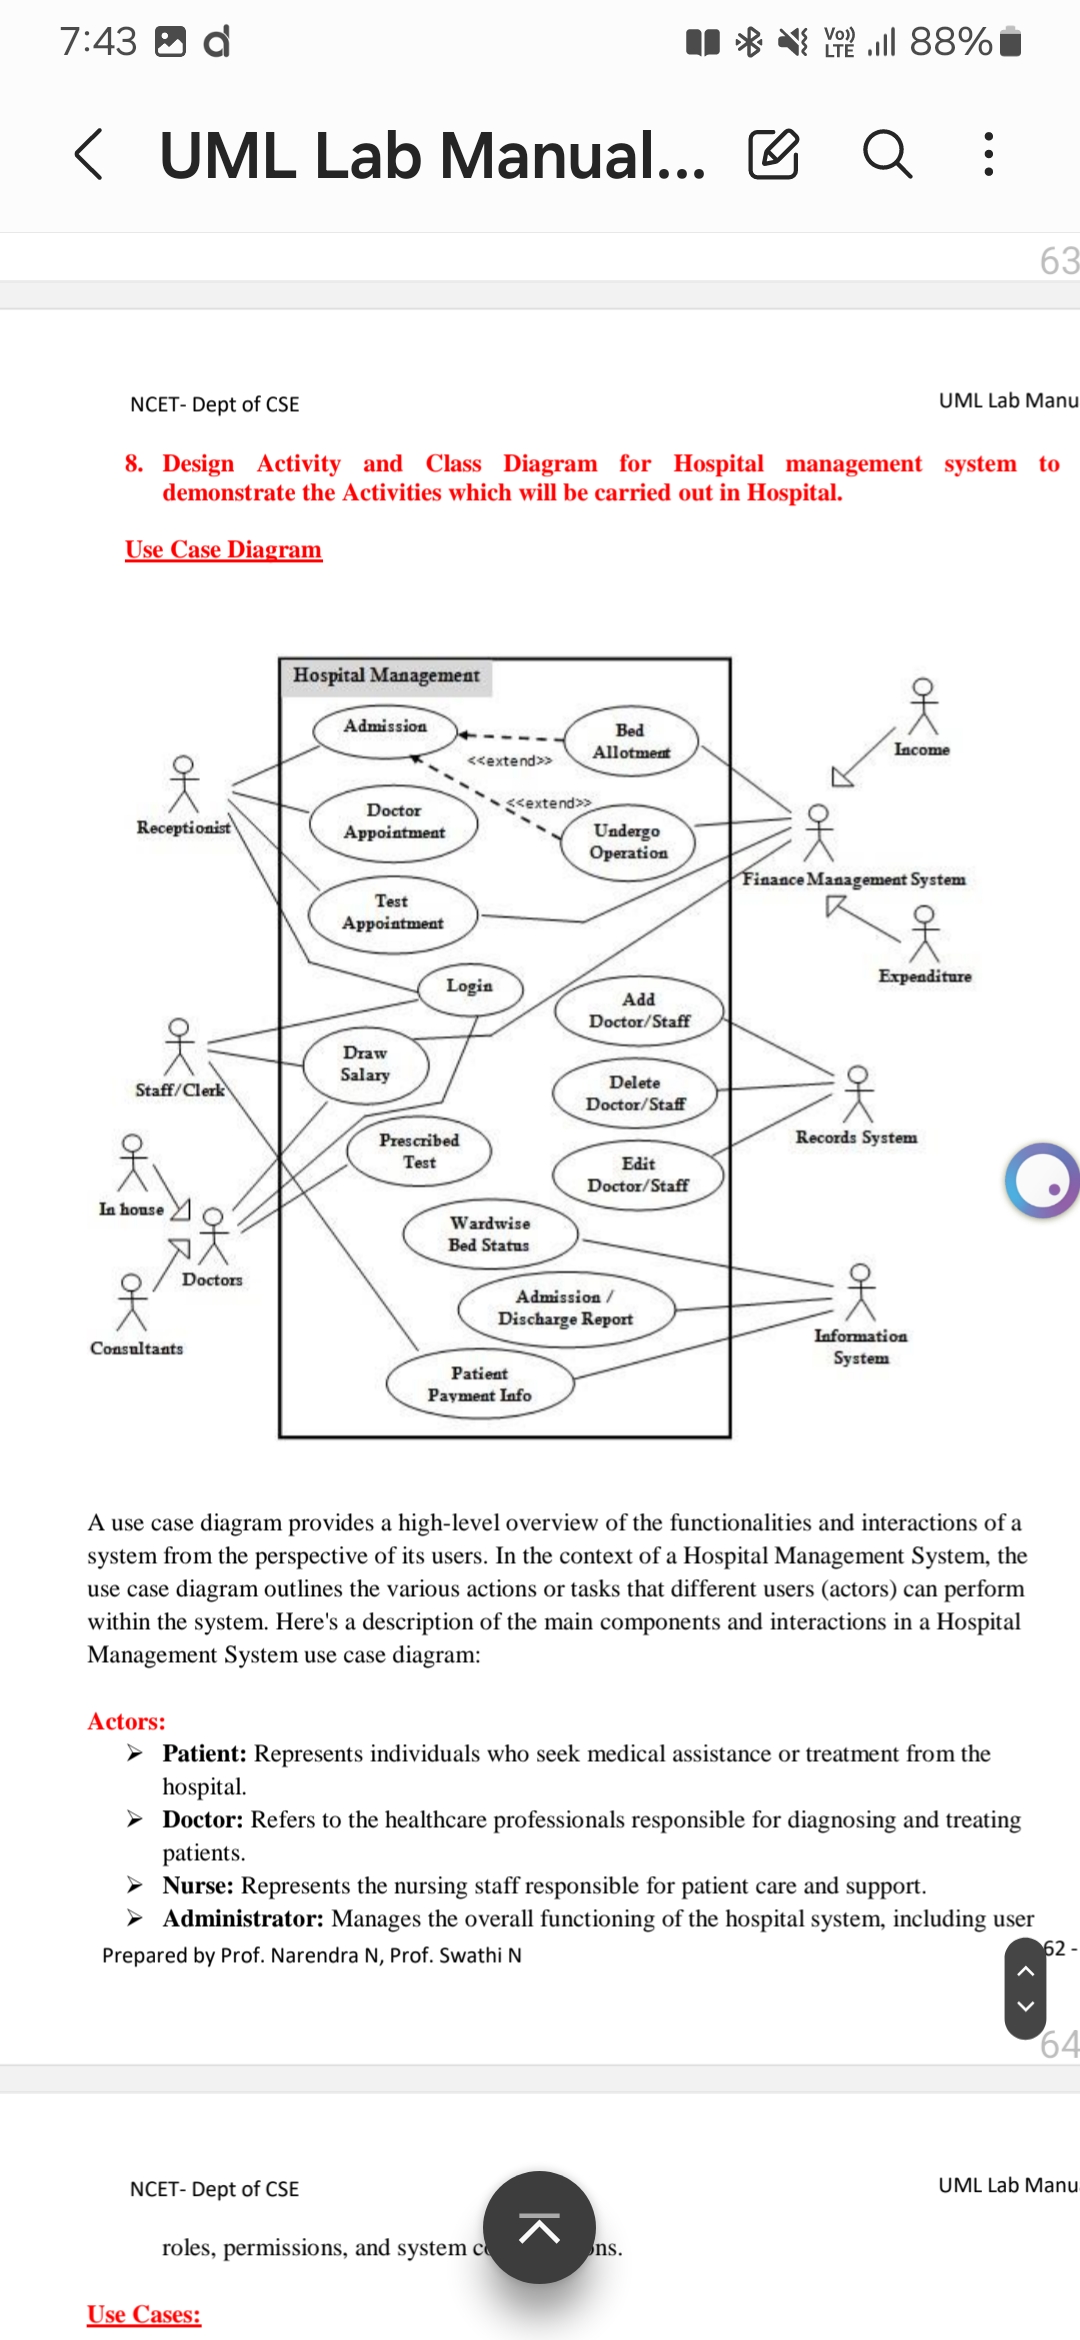 7:43 d Vo)) LTE 88%
UML Lab Manual...
63
NCET- Dept of CSE UML Lab Manu
8. Design Activity and Class Diagram for Hospital management system to
demonstrate the Activities which will be carried out in Hospital.
Use Case Diagram
Hospital Management
Admission
Bed
Allotment
<<extend>>
Income
Receptionist
Doctor
Appointment
<<extend>>
Undergo
Operation
Finance Management System
Test
Appointment
Expenditure
Login
Add
Doctor/Staff
Staff/Clerk
Draw
Salary
Delete
Doctor/Staff
Records System
Prescribed
Test
Edit
Doctor/Staff
In house
Wardwise
Bed Status
Doctors
Admission /
Discharge Report
Consultants
Information
System
Patient
Payment Info
A use case diagram provides a high-level overview of the functionalities and interactions of a
system from the perspective of its users. In the context of a Hospital Management System, the
use case diagram outlines the various actions or tasks that different users (actors) can perform
within the system. Here's a description of the main components and interactions in a Hospital
Management System use case diagram:
Actors:
➢ Patient: Represents individuals who seek medical assistance or treatment from the
hospital.
➢ Doctor: Refers to the healthcare professionals responsible for diagnosing and treating
patients.
➢ Nurse: Represents the nursing staff responsible for patient care and support.
➢ Administrator: Manages the overall functioning of the hospital system, including user
Prepared by Prof. Narendra N, Prof. Swathi N 62 -
64
NCET- Dept of CSE UML Lab Manu
roles, permissions, and system c ns.
Use Cases: